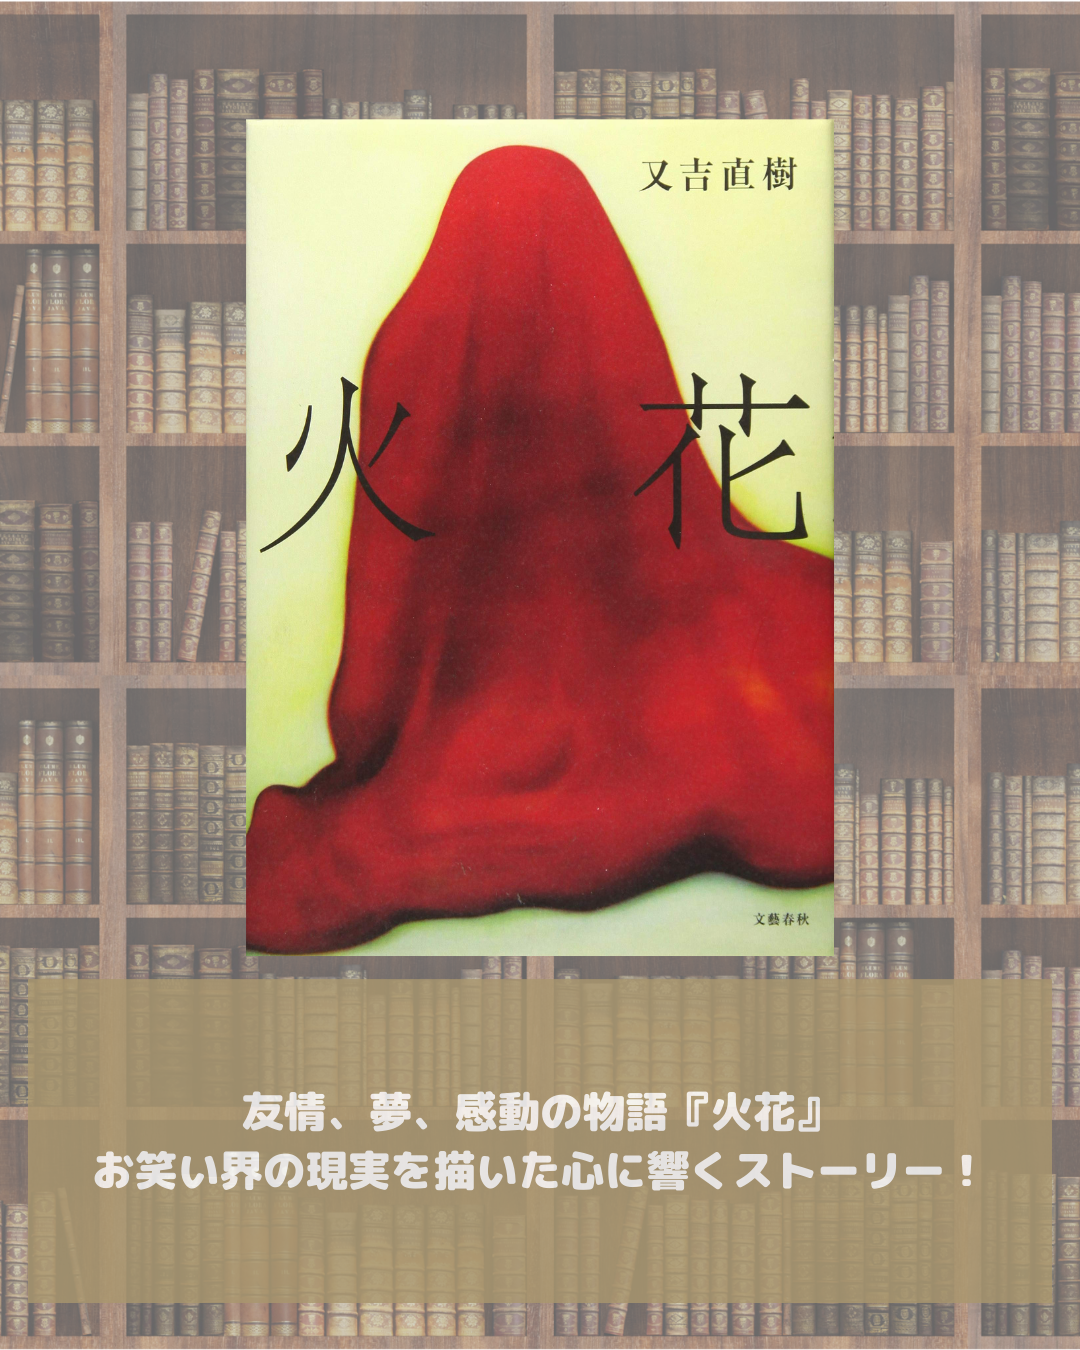 又吉直樹
火花
文藝春秋
友情、夢、感動の物語『火花』
お笑い界の現実を描いた心に響くストーリー！